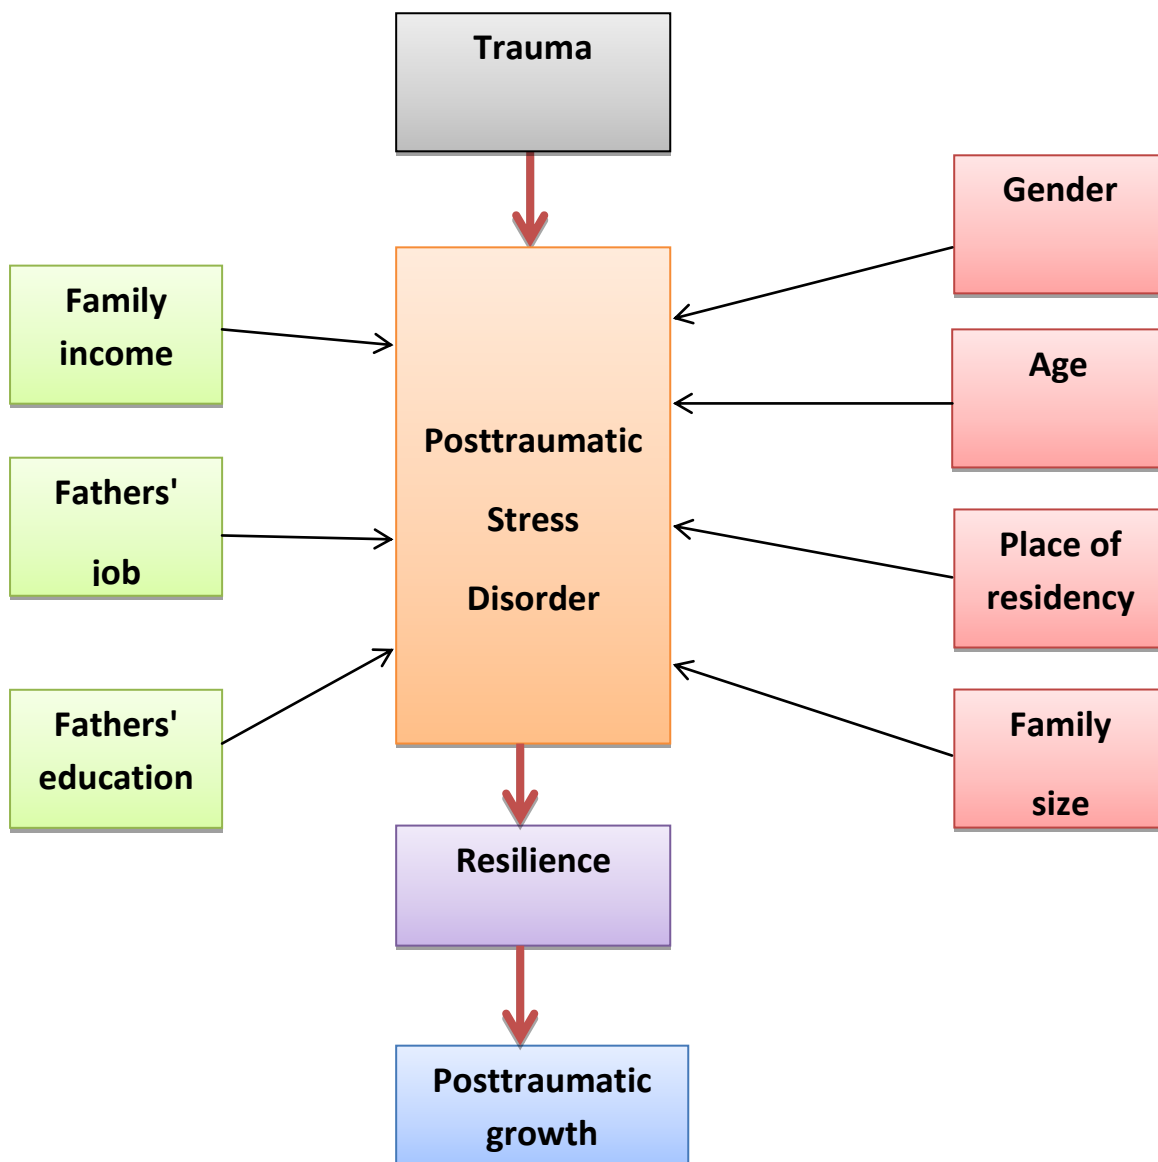 Trauma
Gender
Family
income
Age
Posttraumatic
Stress
Disorder
Fathers'
job
Place of
residency
Fathers'
education
Family
size
Resilience
Posttraumatic
growth